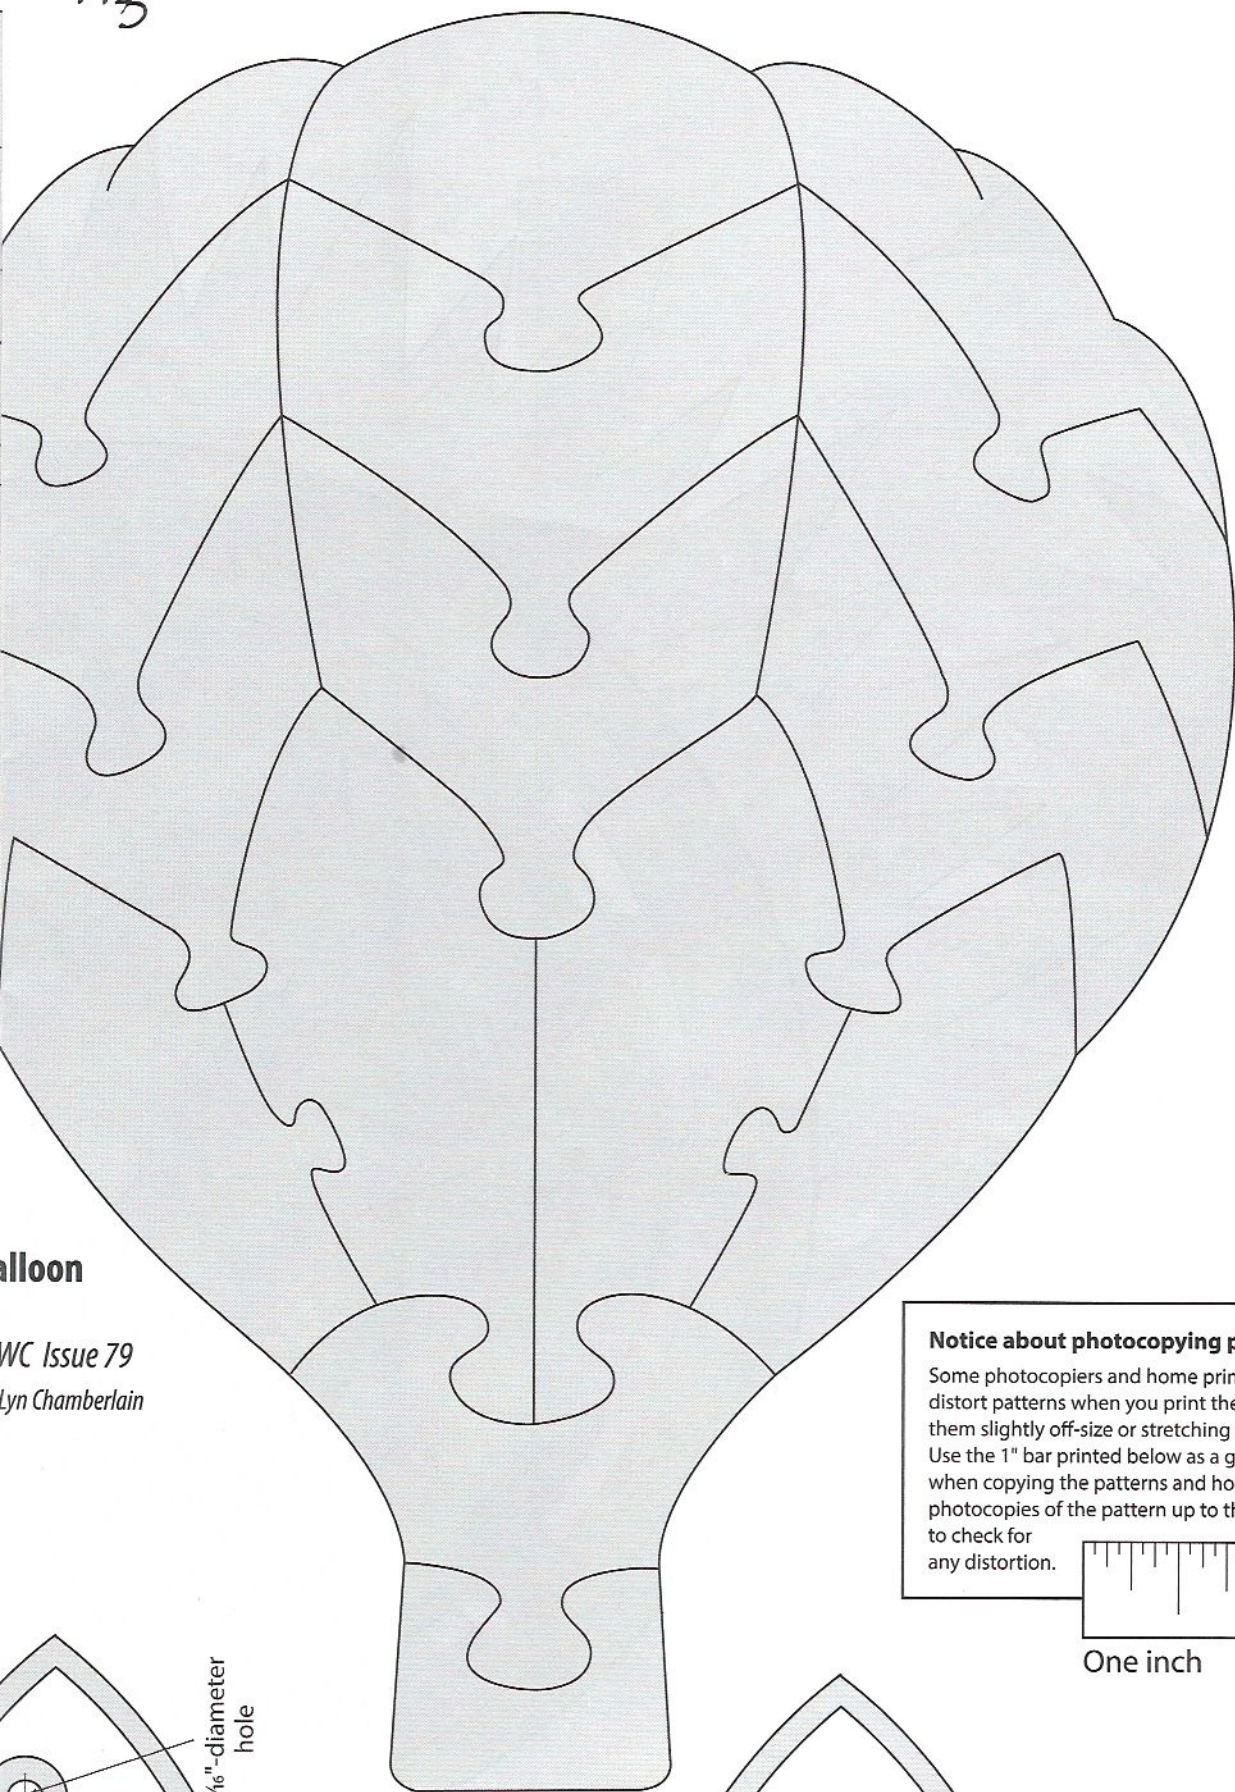 alloon
WC Issue 79
Lyn Chamberlain
Notice about photocopying p
Some photocopiers and home prin
distort patterns when you print the
them slightly off-size or stretching
Use the 1" bar printed below as a g
when copying the patterns and ho
photocopies of the pattern up to th
to check for
any distortion.
One inch
16"-diameter
hole